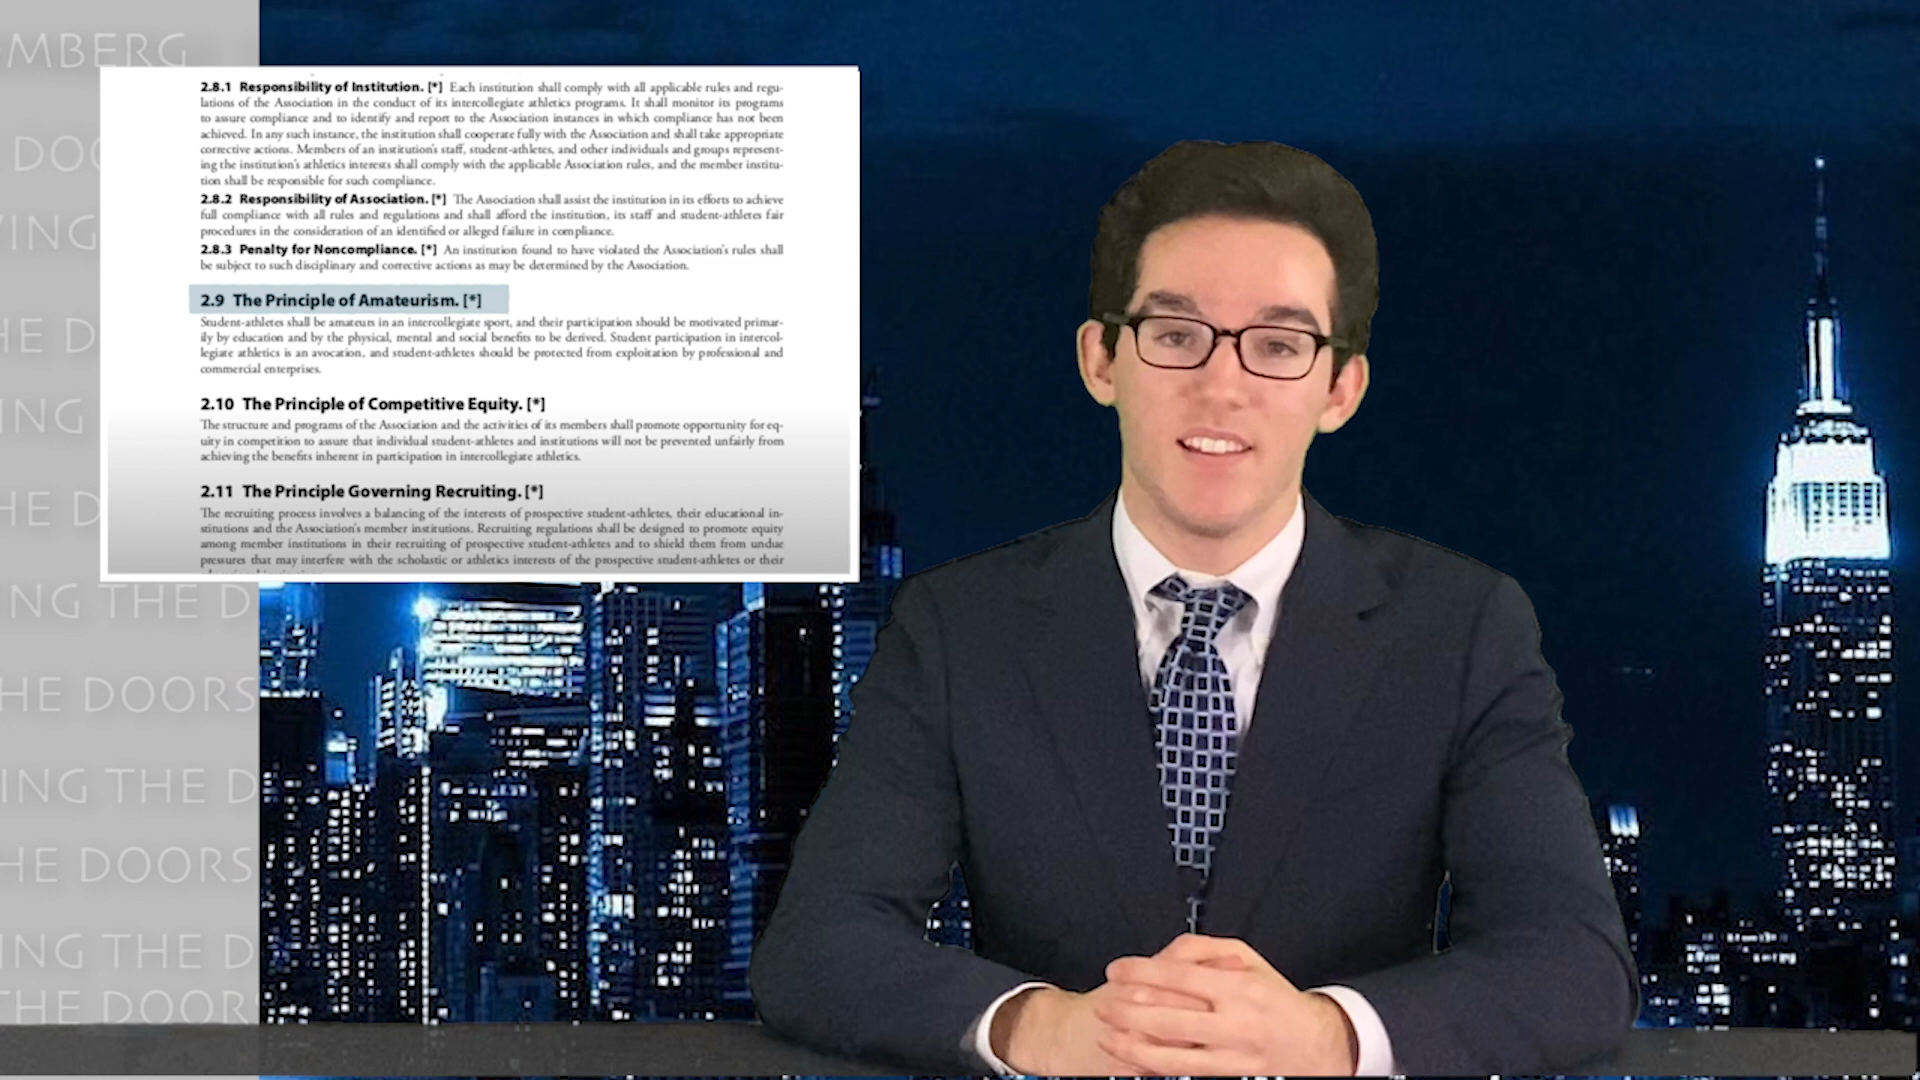 OMBERG
DOO
VING
HE D
ING
HE D
NG THE D
HE DOORS
ING THE D
HE DOORS
ING THE D
THE DOOR
2.8.1 Responsibility of Institution. [*] Each institution shall comply with all applicable rules and regu-
lations of the Association in the conduct of its intercollegiate athletics programs. It shall monitor its programs
to assure compliance and to identify and report to the Association instances in which compliance has not been
achieved. In any such instance, the institution shall cooperate fully with the Association and shall take appropriate
corrective actions. Members of an institution's staff, student-athletes, and other individuals and groups represent-
ing the institution's athletics interests shall comply with the applicable Association rules, and the member institu-
tion shall be responsible for such compliance.
2.8.2 Responsibility of Association. [*] The Association shall assist the institution in its efforts to achieve
full compliance with all rules and regulations and shall afford the institution, its staff and student-athletes fair
procedures in the consideration of an identified or alleged failure in compliance.
2.8.3 Penalty for Noncompliance. [*] An institution found to have violated the Association's rules shall
be subject to such disciplinary and corrective actions as may be determined by the Association.
2.9 The Principle of Amateurism. [*]
Student-athletes shall be amateurs in an intercollegiate sport, and their participation should be motivated primar-
ily by education and by the physical, mental and social benefits to be derived. Student participation in intercol-
legiate athletics is an avocation, and student-athletes should be protected from exploitation by professional and
commercial enterprises.
2.10 The Principle of Competitive Equity. [*]
The structure and programs of the Association and the activities of its members shall promote opportunity for eq-
uity in competition to assure that individual student-athletes and institutions will not be prevented unfairly from
achieving the benefits inherent in participation in intercollegiate athletics.
2.11 The Principle Governing Recruiting. [*]
The recruiting process involves a balancing of the interests of prospective student-athletes, their educational in-
stitutions and the Association's member institutions. Recruiting regulations shall be designed to promote equity
among member institutions in their recruiting of prospective student-athletes and to shield them from undue
pressures that may interfere with the scholastic or athletics interests of the prospective student-athletes or their